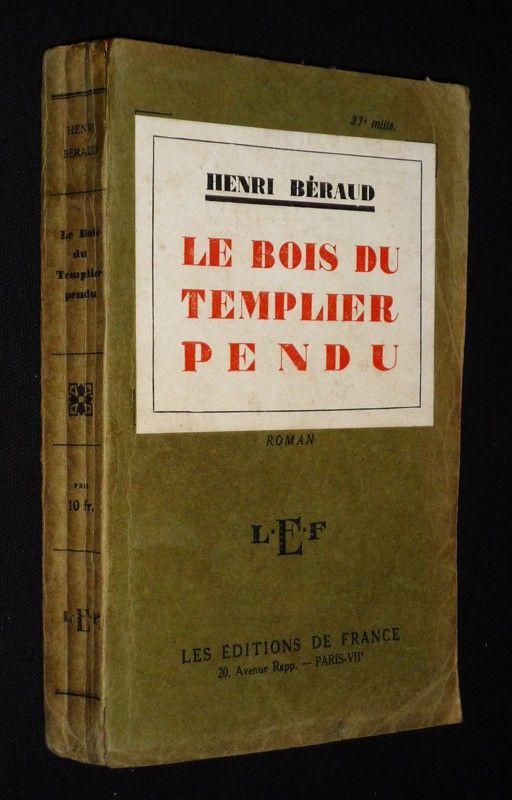 HENRI
BÉRAUD
Le Bois
du
Templier
pendu
PRIX
10 fr.
L·E·F
37e mille.
HENRI BÉRAUD
LE BOIS DU
TEMPLIER
PENDU
ROMAN
L·E·F
LES ÉDITIONS DE FRANCE
20, Avenue Rapp. — PARIS-VIIe